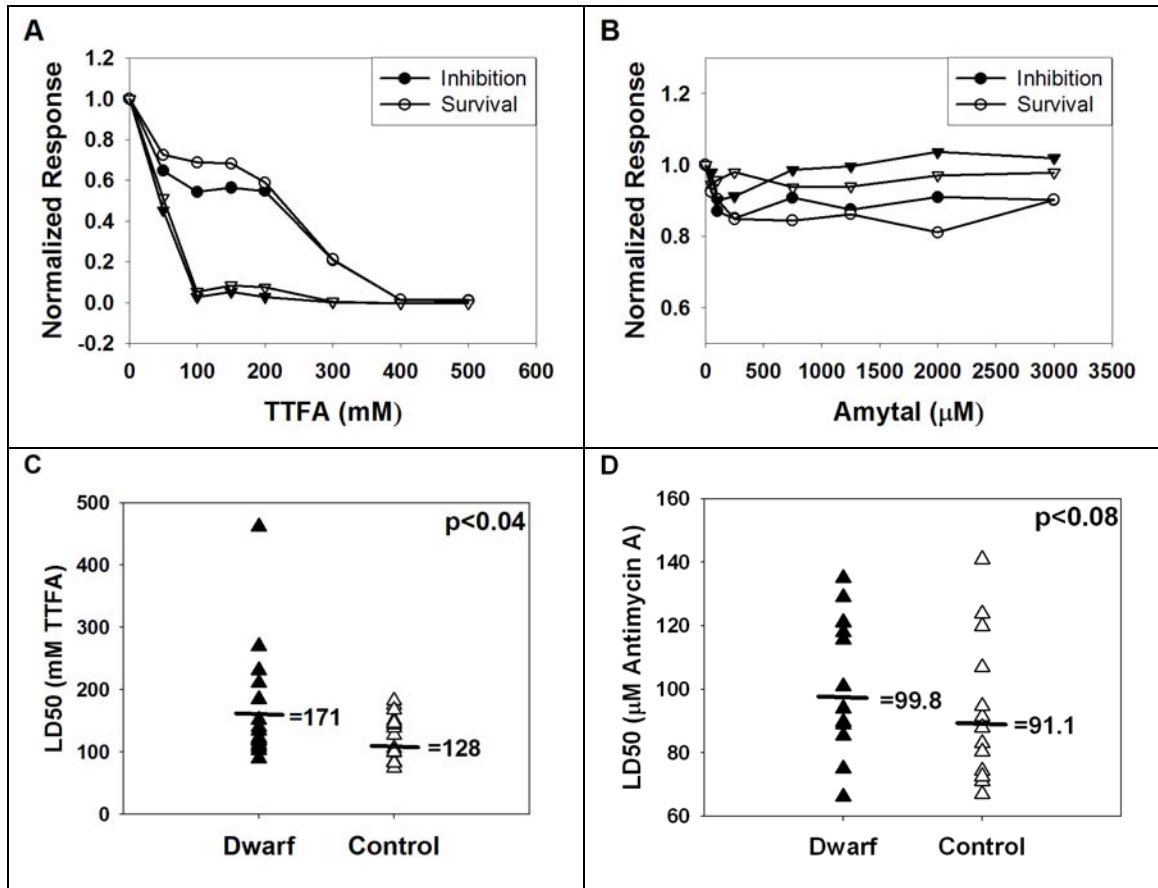 A
Normalized Response
1.2
1.0
0.8
0.6
0.4
0.2
0.0
-0.2
Inhibition
Survival
0 100 200 300 400 500 600
TTFA (mM)
B
Normalized Response
1.2
1.0
0.8
0.6
Inhibition
Survival
0 500 1000 1500 2000 2500 3000 3500
Amytal (μM)
C
LD50 (mM TTFA)
500
400
300
200
100
0
p<0.04
=171
=128
Dwarf Control
D
LD50 (μM Antimycin A)
160
140
120
100
80
60
p<0.08
=99.8
=91.1
Dwarf Control